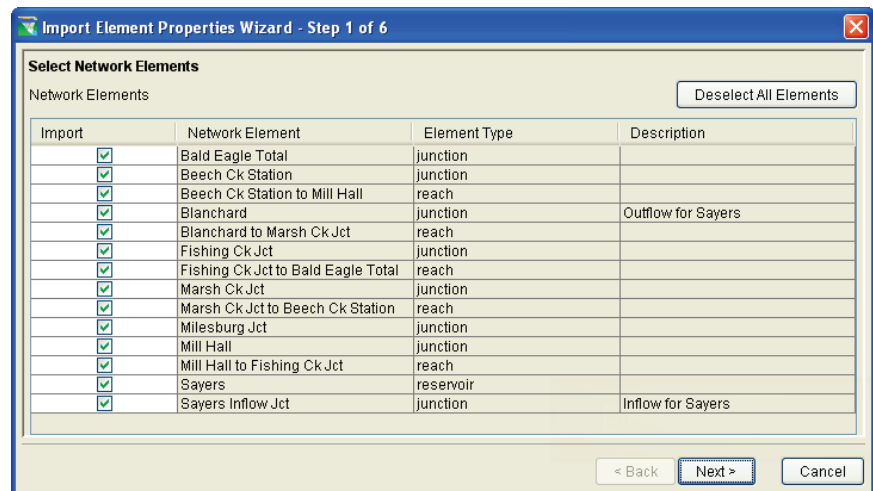 Import Element Properties Wizard - Step 1 of 6
Select Network Elements
Network Elements Deselect All Elements
Import Network Element Element Type Description
Bald Eagle Total junction
Beech Ck Station junction
Beech Ck Station to Mill Hall reach
Blanchard junction Outflow for Sayers
Blanchard to Marsh Ck Jct reach
Fishing Ck Jct junction
Fishing Ck Jct to Bald Eagle Total reach
Marsh Ck Jct junction
Marsh Ck Jct to Beech Ck Station reach
Milesburg Jct junction
Mill Hall junction
Mill Hall to Fishing Ck Jct reach
Sayers reservoir
Sayers Inflow Jct junction Inflow for Sayers
< Back Next > Cancel